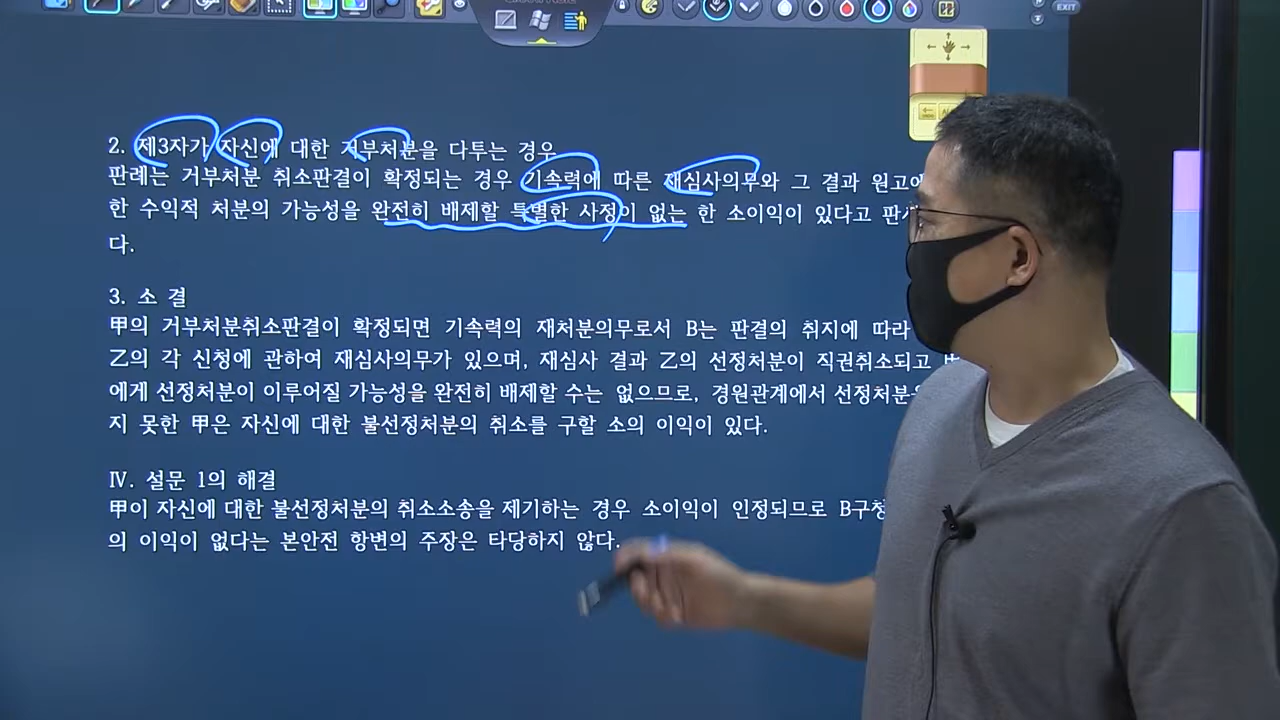 EXIT
2. 제3자가 자신에 대한 거부처분을 다투는 경우
판례는 거부처분 취소판결이 확정되는 경우 기속력에 따른 재심사의무와 그 결과 원고에
한 수익적 처분의 가능성을 완전히 배제할 특별한 사정이 없는 한 소이익이 있다고 판시
다.
3. 소 결
甲의 거부처분취소판결이 확정되면 기속력의 재처분의무로서 B는 판결의 취지에 따라
乙의 각 신청에 관하여 재심사의무가 있으며, 재심사 결과 乙의 선정처분이 직권취소되고
에게 선정처분이 이루어질 가능성을 완전히 배제할 수는 없으므로, 경원관계에서 선정처분을
지 못한 甲은 자신에 대한 불선정처분의 취소를 구할 소의 이익이 있다.
Ⅳ. 설문 1의 해결
甲이 자신에 대한 불선정처분의 취소소송을 제기하는 경우 소이익이 인정되므로 B구청
의 이익이 없다는 본안전 항변의 주장은 타당하지 않다.